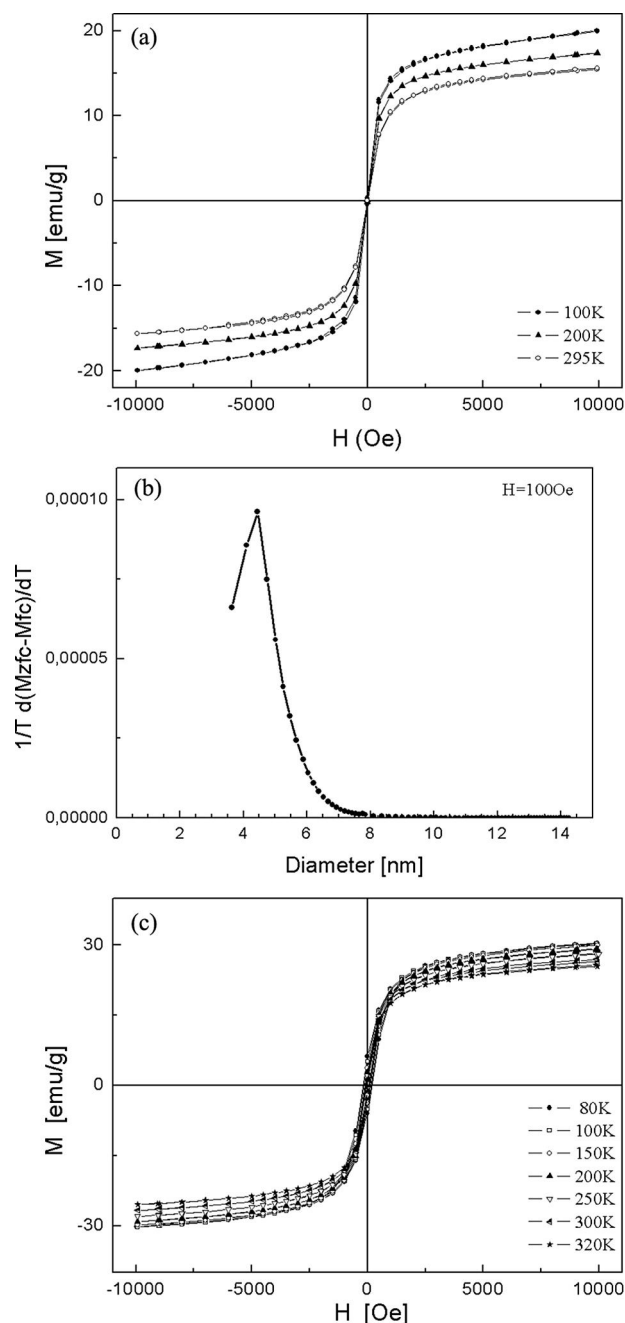 (a)
20
10
0
-10
-20
M [emu/g]
100K
200K
295K
-10000 -5000 0 5000 10000
H (Oe)
(b)
H=100Oe
0,00010
0,00005
0,00000
1/T d(Mzfc-Mfc)/dT
0 2 4 6 8 10 12 14
Diameter [nm]
(c)
30
0
-30
M [emu/g]
80K
100K
150K
200K
250K
300K
320K
-10000 -5000 0 5000 10000
H [Oe]